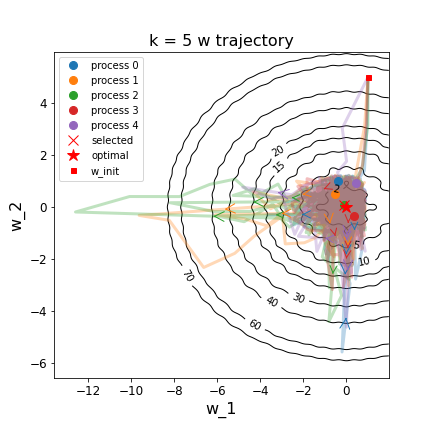 k = 5 w trajectory
process 0
process 1
process 2
process 3
process 4
selected
optimal
w_init
w_2
4
2
0
−2
−4
−6
20
15
2
5
10
30
40
60
70
−12
−10
−8
−6
−4
−2
0
w_1